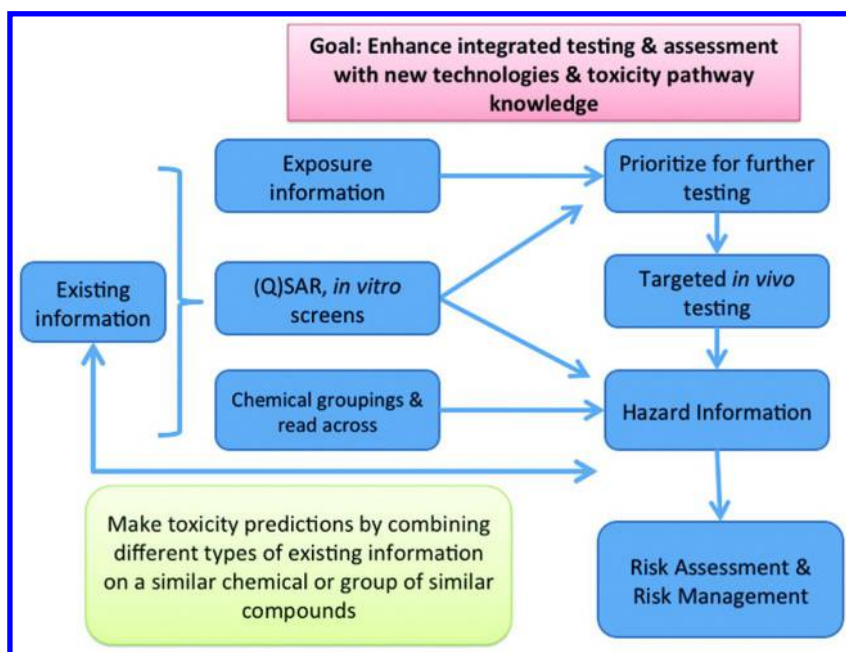 Goal: Enhance integrated testing & assessment
with new technologies & toxicity pathway
knowledge
Exposure
information
Prioritize for further
testing
Existing
information
(Q)SAR, in vitro
screens
Targeted in vivo
testing
Chemical groupings &
read across
Hazard Information
Make toxicity predictions by combining
different types of existing information
on a similar chemical or group of similar
compounds
Risk Assessment &
Risk Management